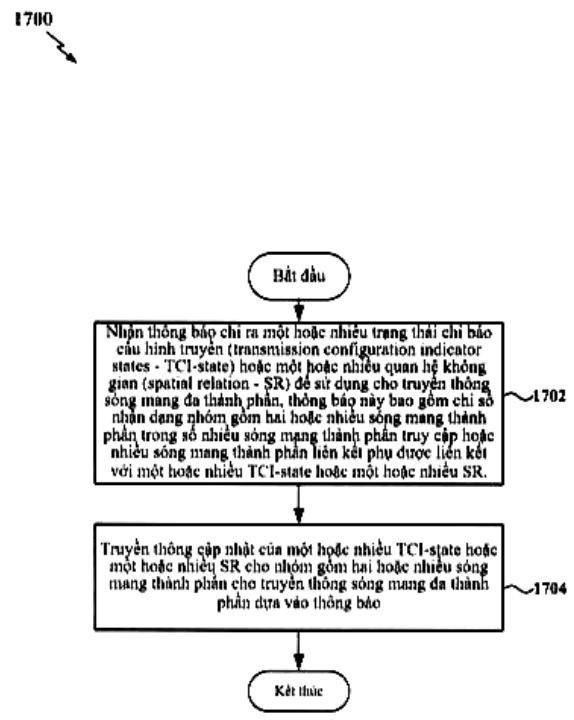 1700
Bắt đầu
Nhận thông báo chỉ ra một hoặc nhiều trạng thái chỉ báo
cấu hình truyền (transmission configuration indicator
states - TCI-state) hoặc một hoặc nhiều quan hệ không
gian (spatial relation - SR) để sử dụng cho truyền thông
sóng mang đa thành phần, thông báo này bao gồm chỉ số
nhận dạng nhóm gồm hai hoặc nhiều sóng mang thành
phần trong số nhiều sóng mang thành phần truy cập hoặc
nhiều sóng mang thành phần liên kết phụ được liên kết
với một hoặc nhiều TCI-state hoặc một hoặc nhiều SR.
1702
Truyền thông cập nhật của một hoặc nhiều TCI-state hoặc
một hoặc nhiều SR cho nhóm gồm hai hoặc nhiều sóng
mang thành phần cho truyền thông sóng mang đa thành
phần dựa vào thông báo
1704
Kết thúc